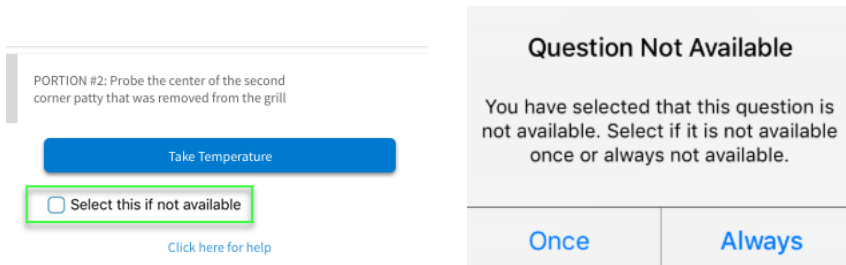 PORTION #2: Probe the center of the second
corner patty that was removed from the grill
Take Temperature
Select this if not available
Click here for help
Question Not Available
You have selected that this question is
not available. Select if it is not available
once or always not available.
Once
Always